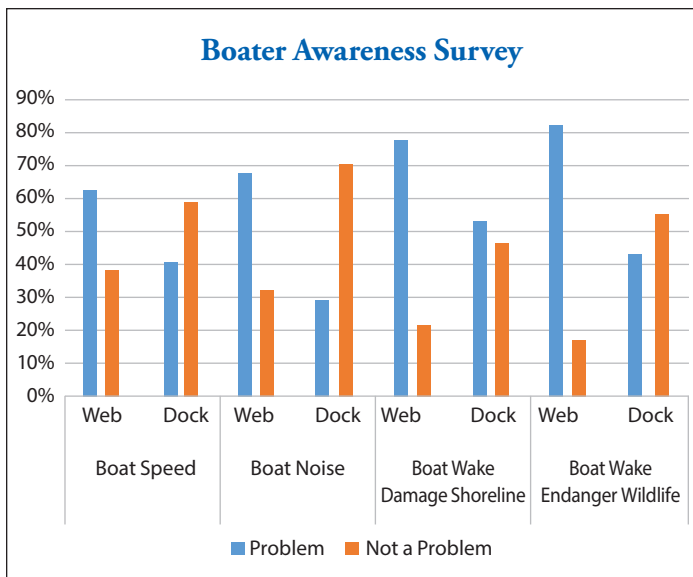 Boater Awareness Survey
90%
80%
70%
60%
50%
40%
30%
20%
10%
0%
Web Dock Web Dock Web Dock Web Dock
Boat Speed Boat Noise Boat Wake Boat Wake
Damage Shoreline Endanger Wildlife
Problem Not a Problem